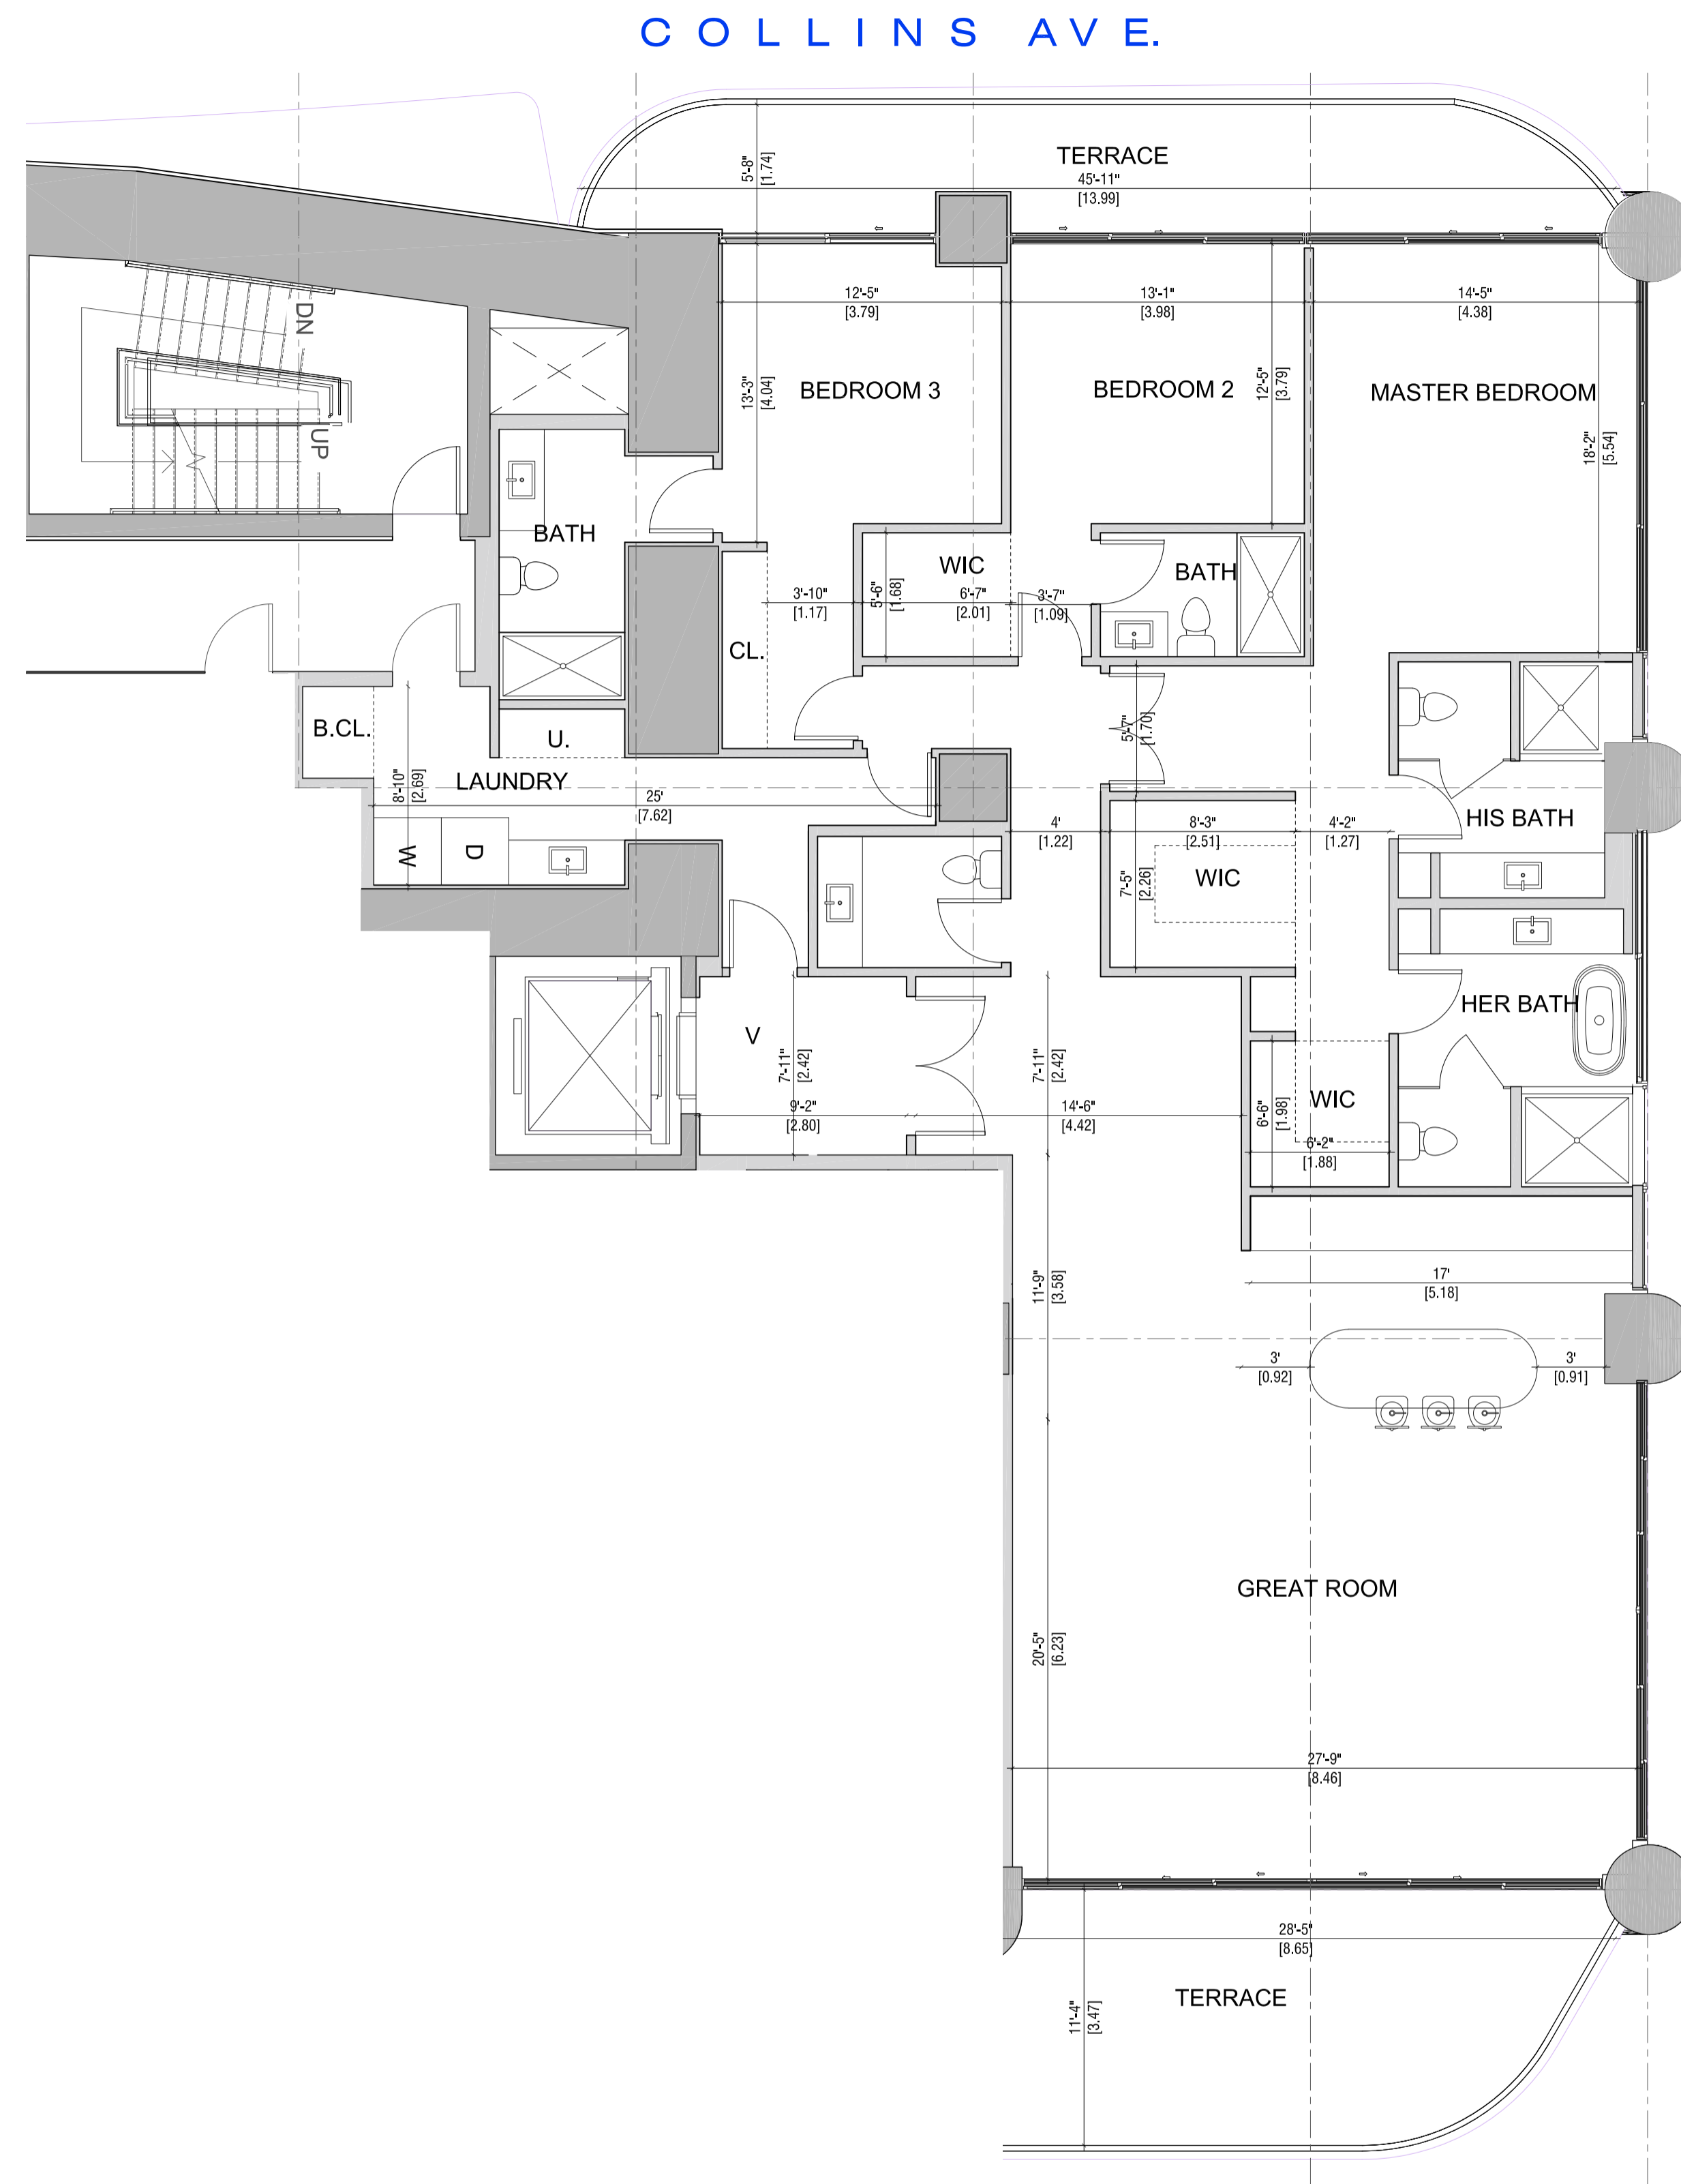 COLLINS AVE.
TERRACE
45'-11"
[13.99]
5'-8"
[1.74]
DN
UP
12'-5"
[3.79]
13'-1"
[3.98]
14'-5"
[4.38]
13'-3"
[4.04]
BEDROOM 3
BEDROOM 2
12'-5"
[3.79]
MASTER BEDROOM
18'-2"
[5.54]
BATH
WIC
BATH
3'-10"
[1.17]
5'-6"
[1.68]
6'-7"
[2.01]
3'-7"
[1.09]
CL.
B.CL.
U.
5'-7"
[1.70]
LAUNDRY
8'-10"
[2.69]
25'
[7.62]
W
D
4'
[1.22]
8'-3"
[2.51]
4'-2"
[1.27]
HIS BATH
7'-5"
[2.26]
WIC
HER BATH
V
7'-11"
[2.42]
7'-11"
[2.42]
9'-2"
[2.80]
14'-6"
[4.42]
6'-6"
[1.98]
WIC
6'-2"
[1.88]
11'-9"
[3.58]
17'
[5.18]
3'
[0.92]
3'
[0.91]
GREAT ROOM
20'-5"
[6.23]
27'-9"
[8.46]
28'-5"
[8.65]
TERRACE
11'-4"
[3.47]